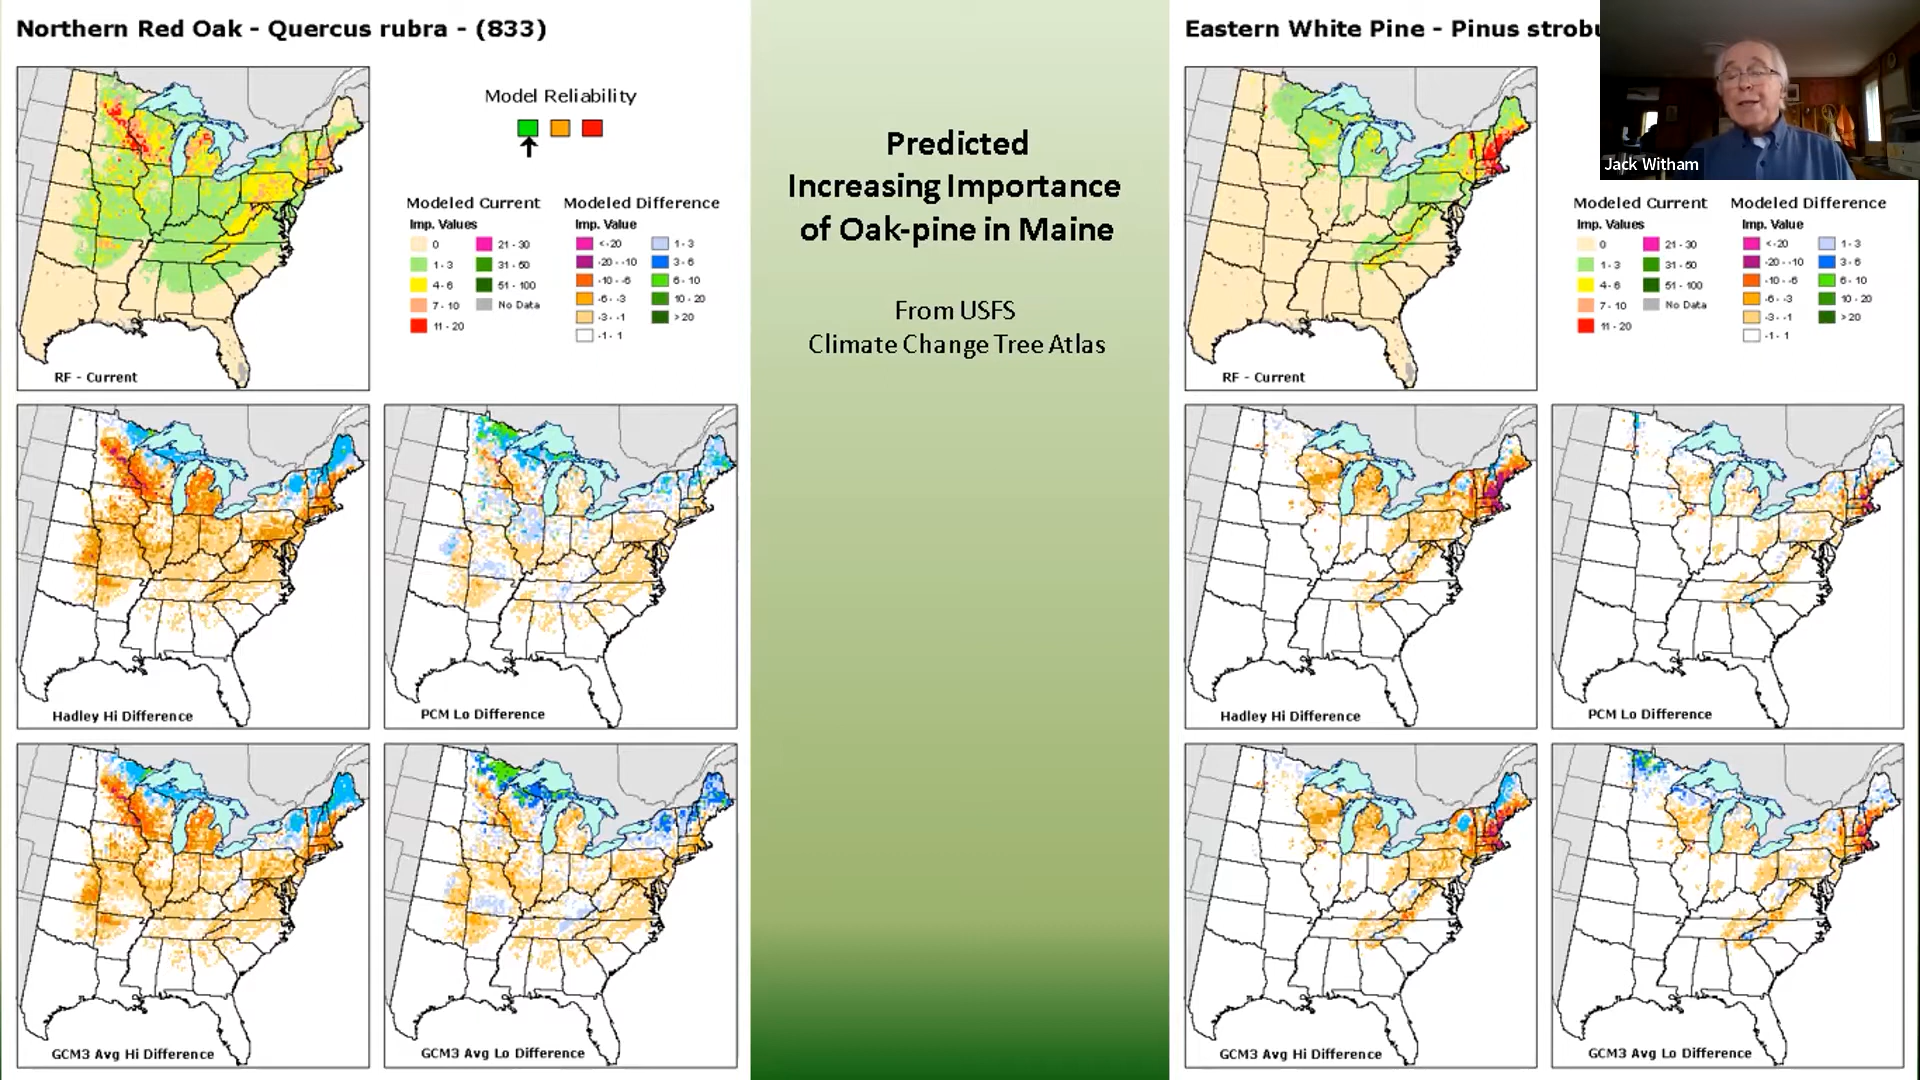 Northern Red Oak - Quercus rubra - (833)
Model Reliability
Modeled Current
Imp. Values
0
1 - 3
4 - 6
7 - 10
11 - 20
21 - 30
31 - 50
51 - 100
No Data
Modeled Difference
Imp. Value
<-20
-20 - -10
-10 - -6
-6 - -3
-3 - -1
-1 - 1
1 - 3
3 - 6
6 - 10
10 - 20
> 20
RF - Current
Hadley Hi Difference
PCM Lo Difference
GCM3 Avg Hi Difference
GCM3 Avg Lo Difference
Predicted
Increasing Importance
of Oak-pine in Maine
From USFS
Climate Change Tree Atlas
Eastern White Pine - Pinus strobu
Jack Witham
Modeled Current
Imp. Values
0
1 - 3
4 - 6
7 - 10
11 - 20
21 - 30
31 - 50
51 - 100
No Data
Modeled Difference
Imp. Value
<-20
-20 - -10
-10 - -6
-6 - -3
-3 - -1
-1 - 1
1 - 3
3 - 6
6 - 10
10 - 20
> 20
RF - Current
Hadley Hi Difference
PCM Lo Difference
GCM3 Avg Hi Difference
GCM3 Avg Lo Difference